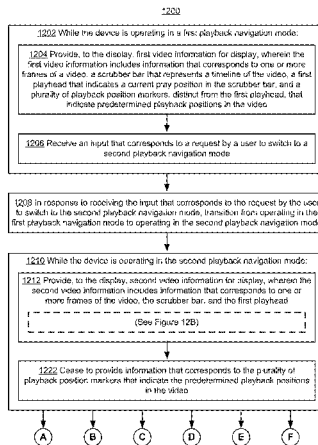 1200
1202 While the device is operating in a first playback navigation mode:
1204 Provide, to the display, first video information for display, wherein the
first video information includes information that corresponds to one or
more frames of a video, a scrubber bar that represents a timeline of the
video, a first playhead that indicates a current play position in the scrubber bar,
and a plurality of playback position markers, distinct from the first playhead, that
indicate predetermined playback positions in the video
1206 Receive an input that corresponds to a request by a user to switch to a
second playback navigation mode
1208 In response to receiving the input that corresponds to the request by the user
to switch to the second playback navigation mode, transition from operating in the
first playback navigation mode to operating in the second playback navigation mode
1210 While the device is operating in the second playback navigation mode:
1212 Provide, to the display, second video information for display, wherein the
second video information includes information that corresponds to one or
more frames of the video, the scrubber bar, and the first playhead
(See Figure 12B)
1222 Cease to provide information that corresponds to the plurality of
playback position markers that indicate the predetermined playback positions
in the video
A B C D E F